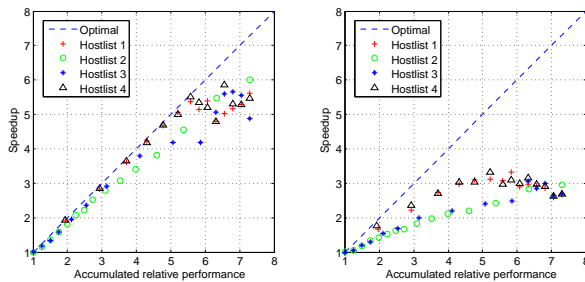 8
7
6
5
4
3
2
1
Speedup
Optimal
Hostlist 1
Hostlist 2
Hostlist 3
Hostlist 4
1 2 3 4 5 6 7 8
Accumulated relative performance
8
7
6
5
4
3
2
1
Speedup
Optimal
Hostlist 1
Hostlist 2
Hostlist 3
Hostlist 4
1 2 3 4 5 6 7 8
Accumulated relative performance